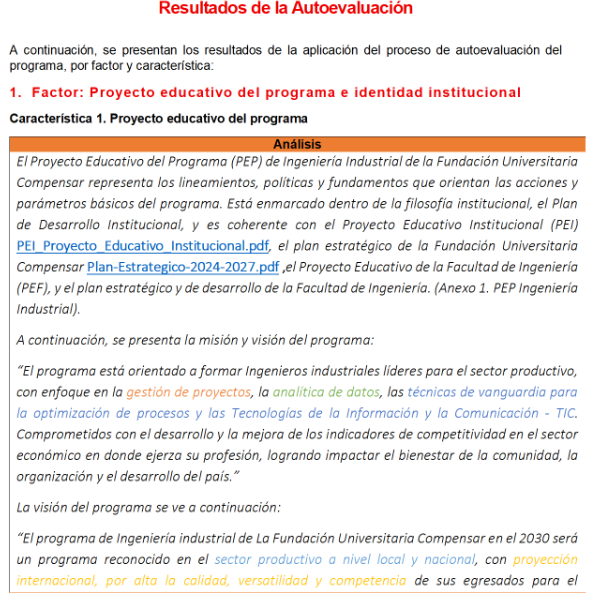 Resultados de la Autoevaluación
A continuación, se presentan los resultados de la aplicación del proceso de autoevaluación del
programa, por factor y característica:
1. Factor: Proyecto educativo del programa e identidad institucional
Característica 1. Proyecto educativo del programa
Análisis
El Proyecto Educativo del Programa (PEP) de Ingeniería Industrial de la Fundación Universitaria
Compensar representa los lineamientos, políticas y fundamentos que orientan las acciones y
parámetros básicos del programa. Está enmarcado dentro de la filosofía institucional, el Plan
de Desarrollo Institucional, y es coherente con el Proyecto Educativo Institucional (PEI)
PEI_Proyecto_Educativo_Institucional.pdf, el plan estratégico de la Fundación Universitaria
Compensar Plan-Estrategico-2024-2027.pdf ,el Proyecto Educativo de la Facultad de Ingeniería
(PEF), y el plan estratégico y de desarrollo de la Facultad de Ingeniería. (Anexo 1. PEP Ingeniería
Industrial).
A continuación, se presenta la misión y visión del programa:
“El programa está orientado a formar Ingenieros industriales líderes para el sector productivo,
con enfoque en la gestión de proyectos, la analítica de datos, las técnicas de vanguardia para
la optimización de procesos y las Tecnologías de la Información y la Comunicación - TIC.
Comprometidos con el desarrollo y la mejora de los indicadores de competitividad en el sector
económico en donde ejerza su profesión, logrando impactar el bienestar de la comunidad, la
organización y el desarrollo del país.”
La visión del programa se ve a continuación:
“El programa de Ingeniería industrial de La Fundación Universitaria Compensar en el 2030 será
un programa reconocido en el sector productivo a nivel local y nacional, con proyección
internacional, por alta la calidad, versatilidad y competencia de sus egresados para el